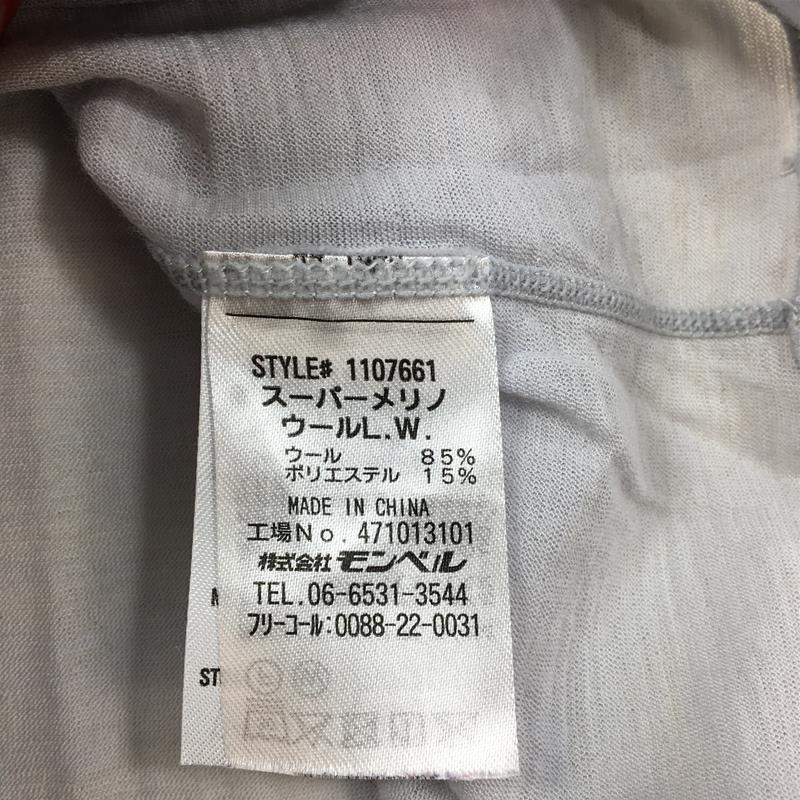 STYLE# 1107661
スーパーメリノ
ウールL.W.
ウール 85%
ポリエステル 15%
MADE IN CHINA
工場No. 471013101
株式会社モンベル
TEL.06-6531-3544
フリーコール:0088-22-0031
ST